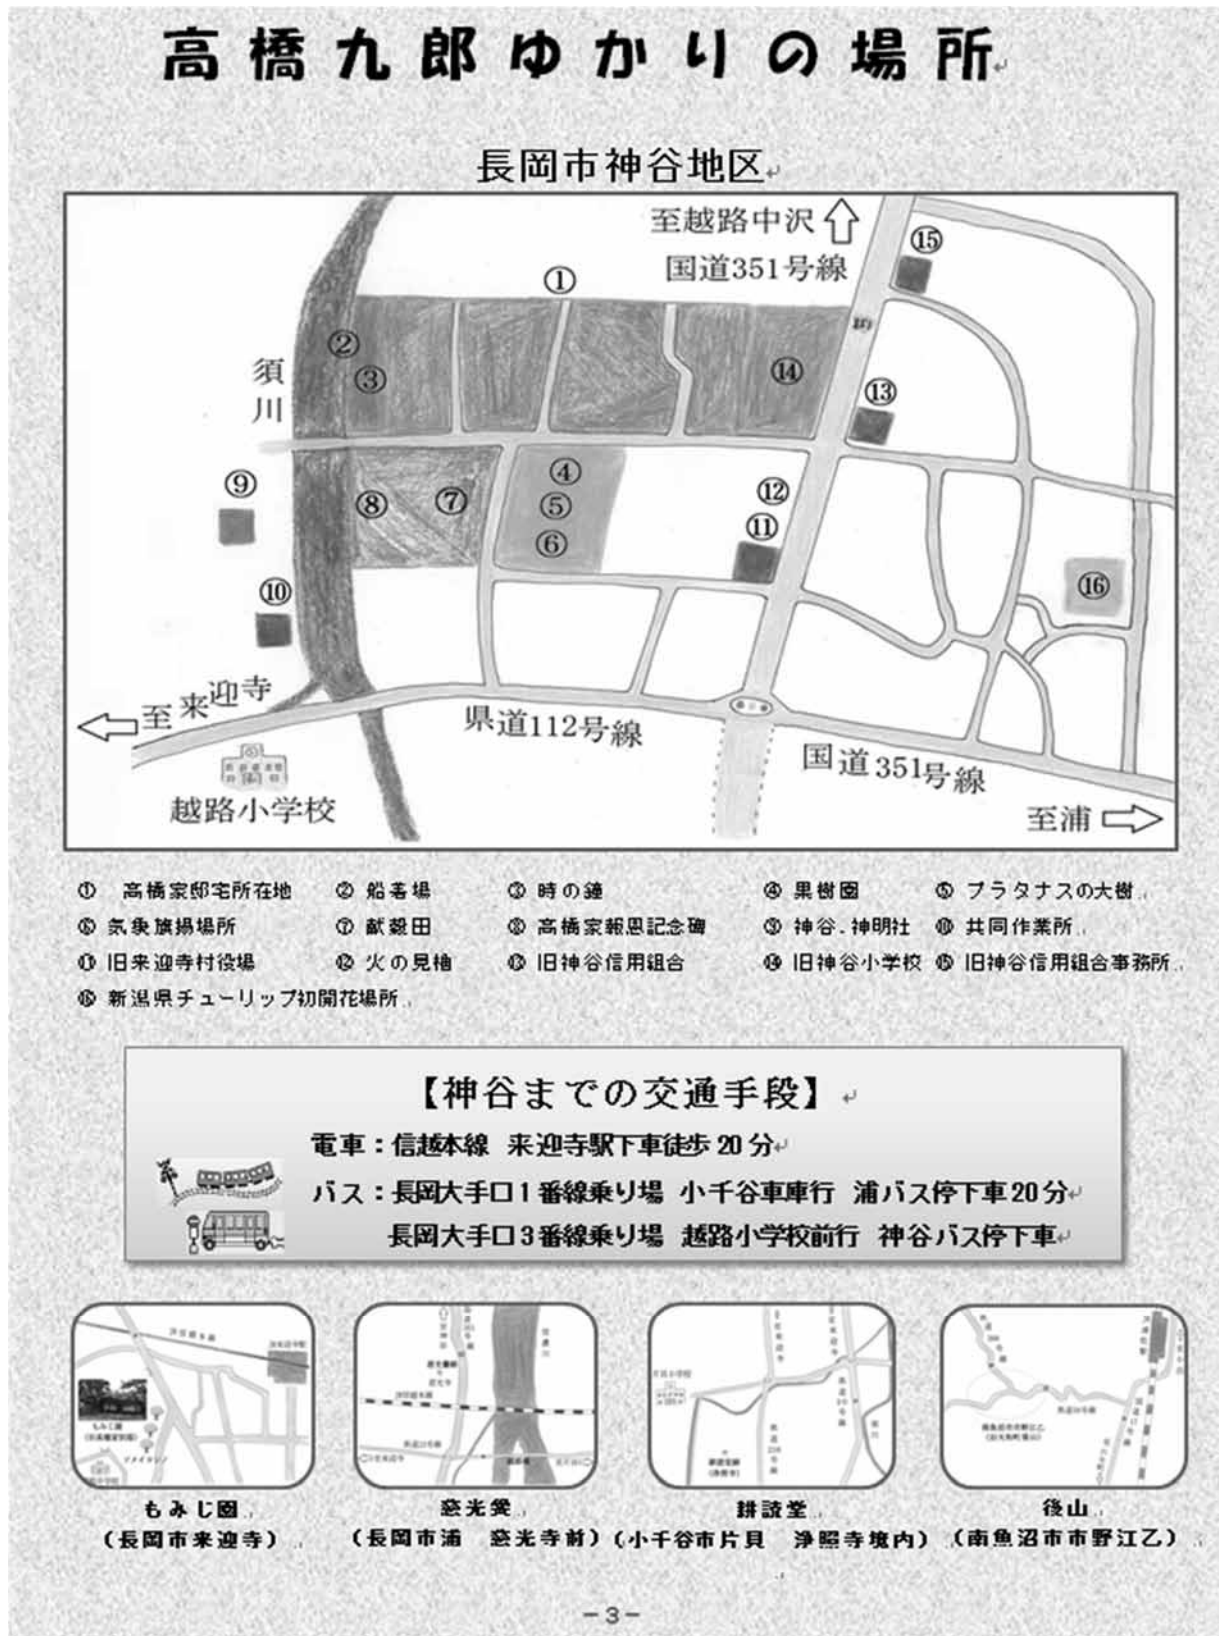 高橋九郎ゆかりの場所
長岡市神谷地区
至越路中沢
国道351号線
⑮
①
②
③
⑭
⑬
須川
④
⑤
⑥
⑦
⑧
⑨
⑩
⑫
⑪
⑯
至来迎寺
県道112号線
国道351号線
越路小学校
至浦
① 高橋家邸宅所在地 ② 船着場 ③ 時の鐘 ④ 果樹園 ⑤ プラタナスの大樹
⑥ 気象旗揚場所 ⑦ 献穀田 ⑧ 高橋家報恩記念碑 ⑨ 神谷.神明社 ⑩ 共同作業所
⑪ 旧来迎寺村役場 ⑫ 火の見櫓 ⑬ 旧神谷信用組合 ⑭ 旧神谷小学校 ⑮ 旧神谷信用組合事務所
⑯ 新潟県チューリップ初開花場所
【神谷までの交通手段】
電車:信越本線 来迎寺駅下車徒歩20分
バス:長岡大手口1番線乗り場 小千谷車庫行 浦バス停下車20分
長岡大手口3番線乗り場 越路小学校前行 神谷バス停下車
もみじ園
(長岡市来迎寺)
慈光愛
(長岡市浦 慈光寺前)
耕読堂
(小千谷市片貝 浄照寺境内)
後山
(南魚沼市市野江乙)
-3-